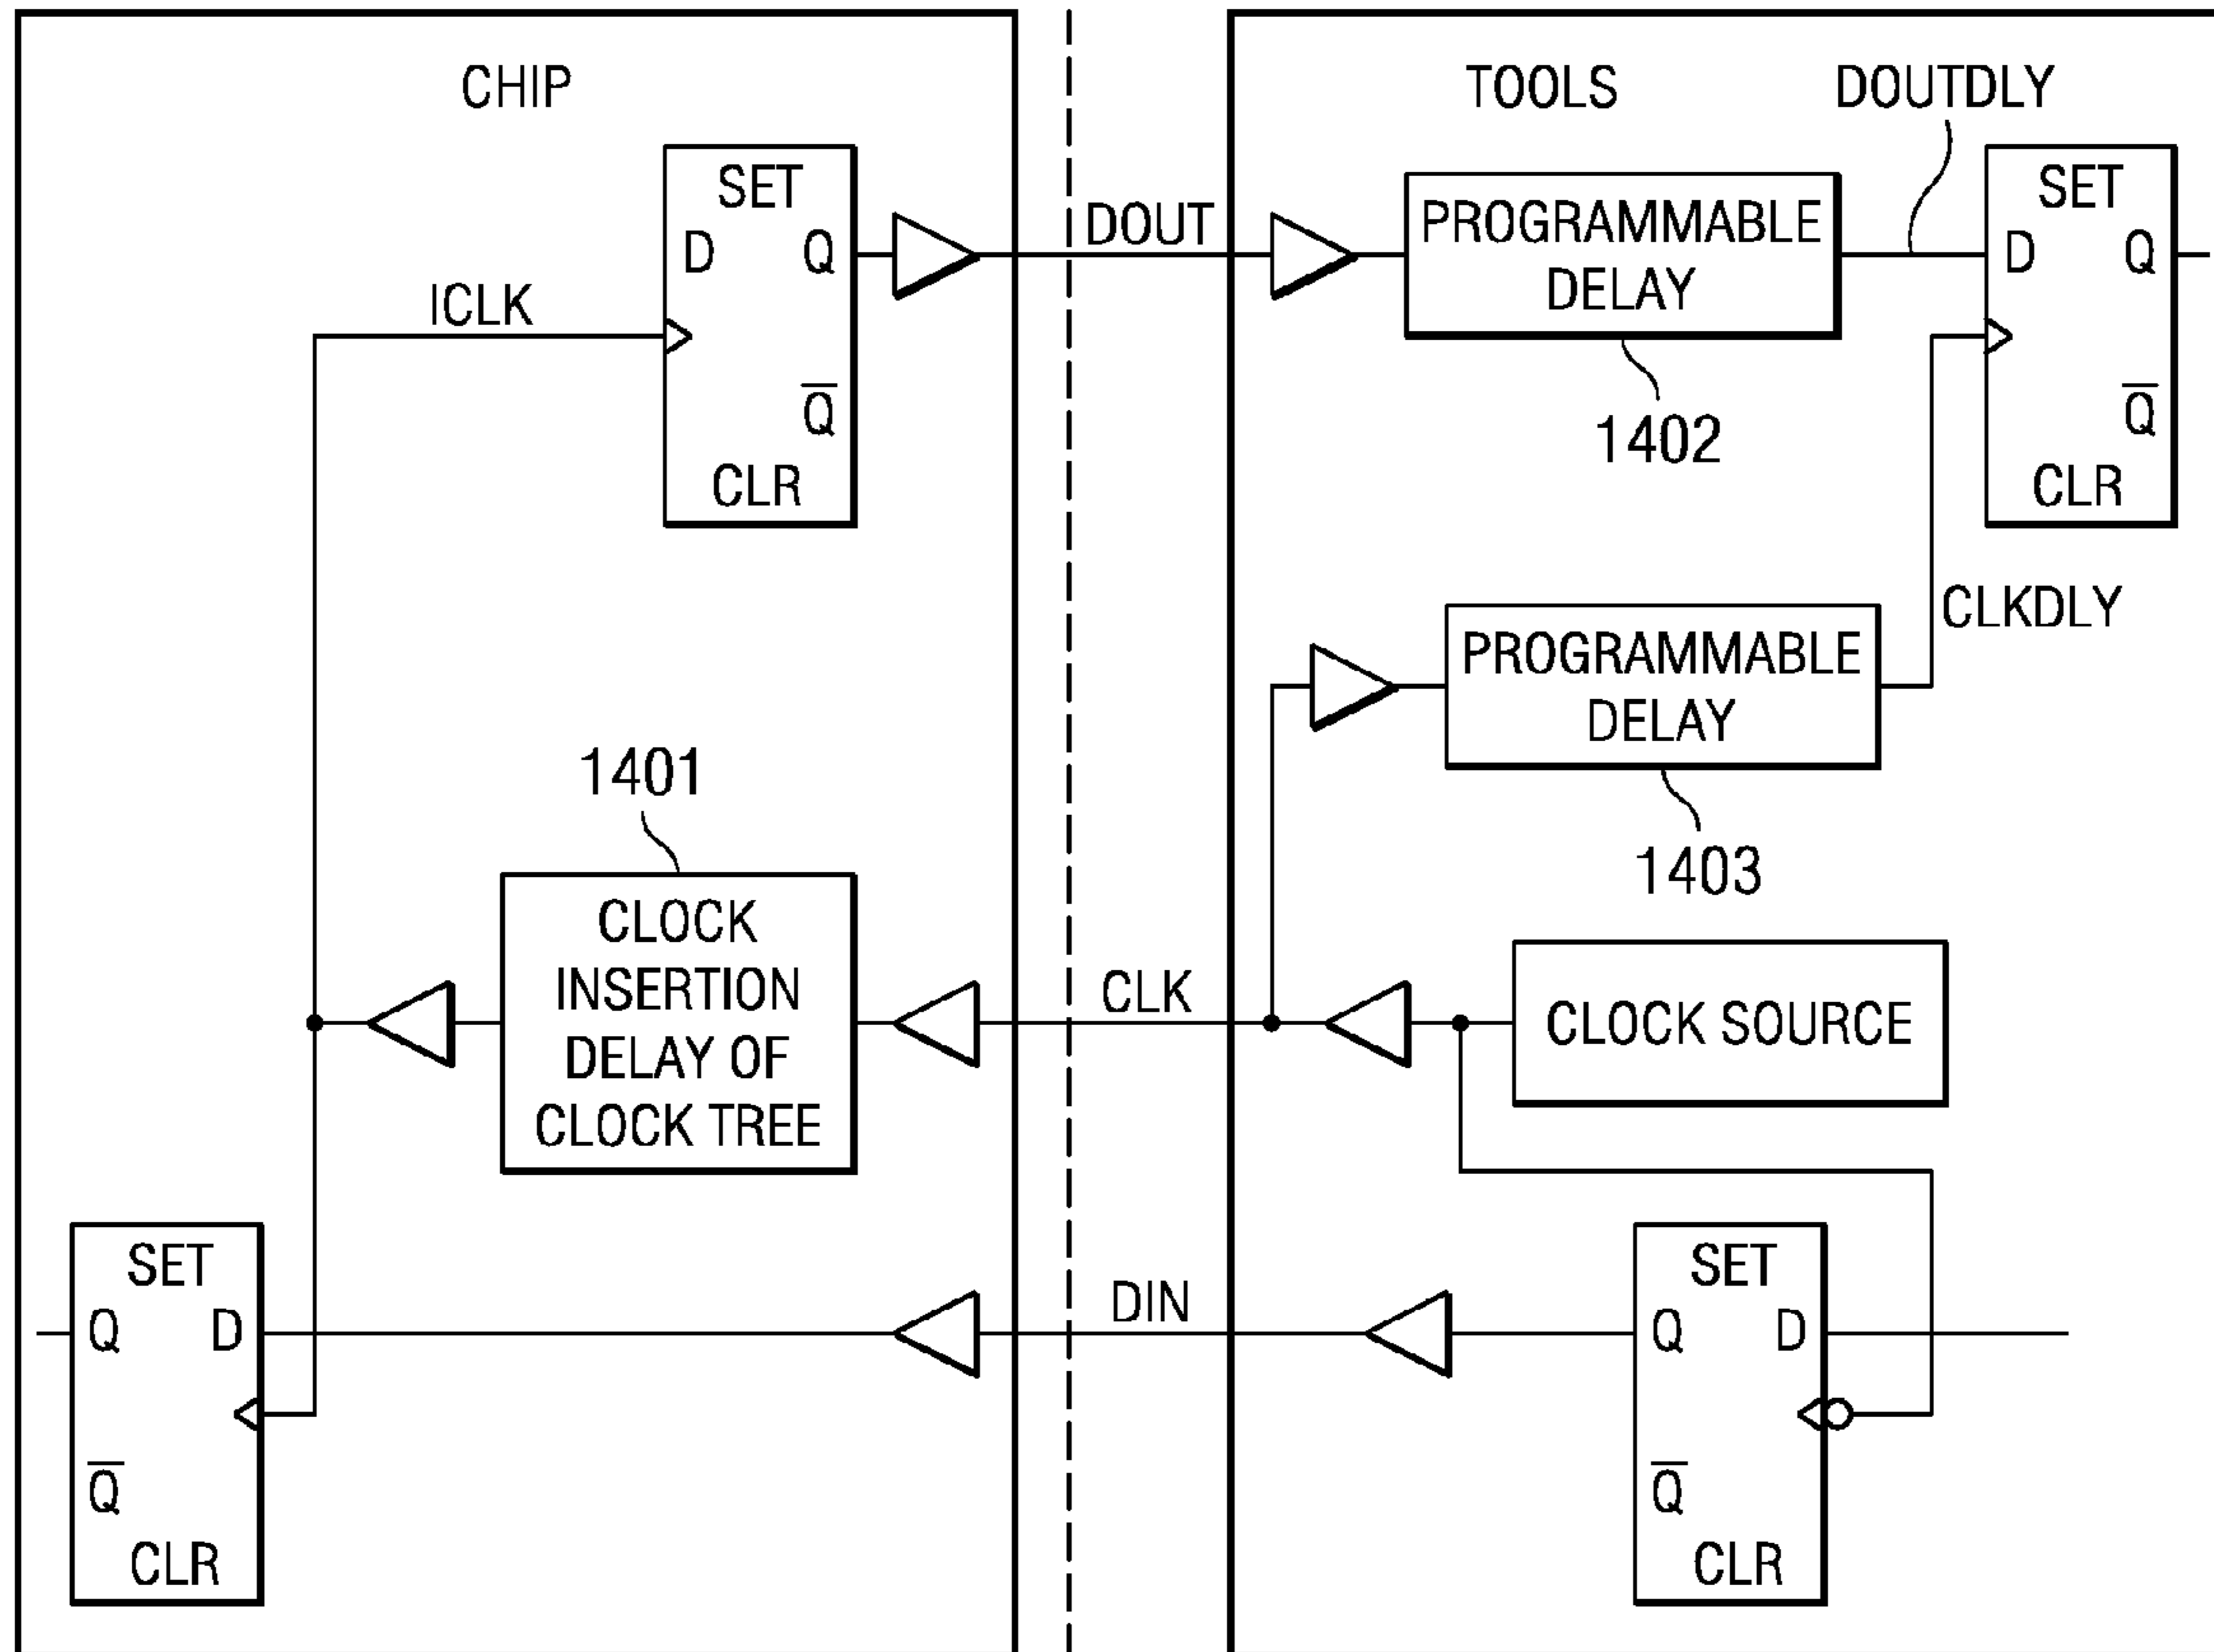 CHIP
TOOLS
DOUTDLY
SET
D
Q
Q̅
CLR
ICLK
DOUT
PROGRAMMABLE
DELAY
1402
SET
D
Q
Q̅
CLR
CLKDLY
PROGRAMMABLE
DELAY
1403
1401
CLOCK
INSERTION
DELAY OF
CLOCK TREE
CLK
CLOCK SOURCE
SET
Q
D
Q̅
CLR
DIN
SET
Q
D
Q̅
CLR